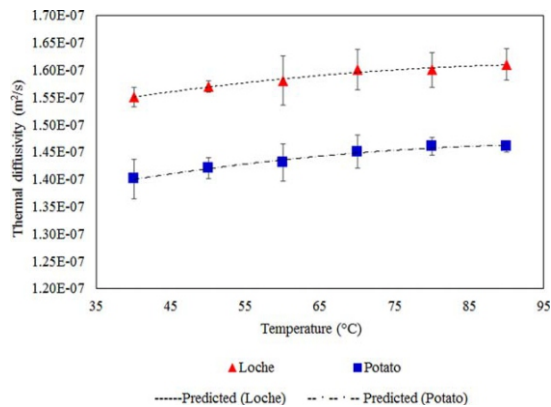 Thermal diffusivity (m²/s)
1.70E-07
1.65E-07
1.60E-07
1.55E-07
1.50E-07
1.45E-07
1.40E-07
1.35E-07
1.30E-07
1.25E-07
1.20E-07
35 45 55 65 75 85 95
Temperature (°C)
Loche Potato
Predicted (Loche) Predicted (Potato)